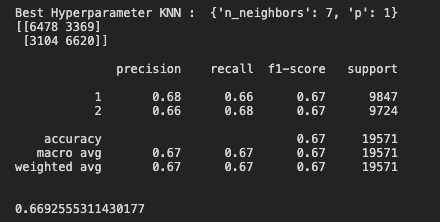 Best Hyperparameter KNN :  {'n_neighbors': 7, 'p': 1}
[[6478 3369]
 [3104 6620]]
              precision    recall  f1-score   support
           1       0.68      0.66      0.67      9847
           2       0.66      0.68      0.67      9724
    accuracy                           0.67     19571
   macro avg       0.67      0.67      0.67     19571
weighted avg       0.67      0.67      0.67     19571
0.6692555311430177